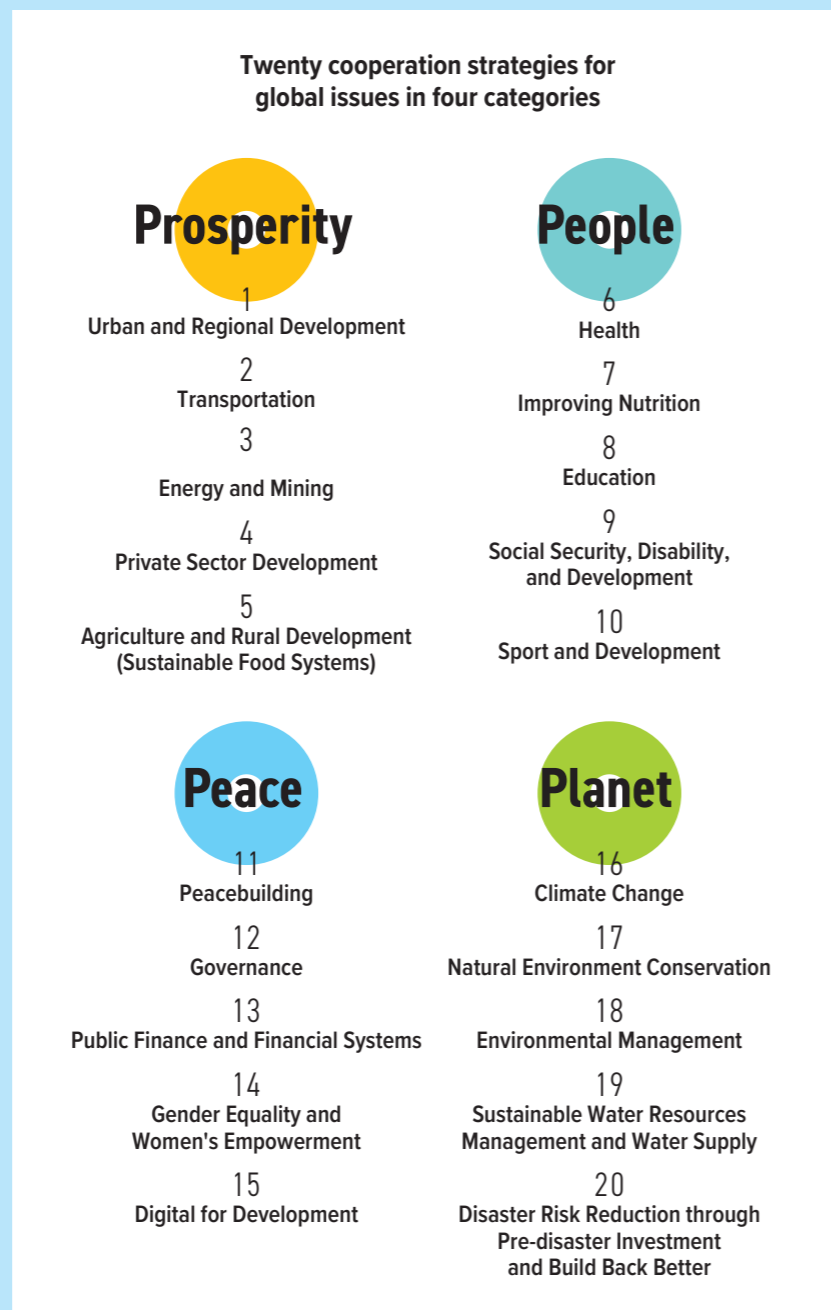 Twenty cooperation strategies for
global issues in four categories
Prosperity
1
Urban and Regional Development
2
Transportation
3
Energy and Mining
4
Private Sector Development
5
Agriculture and Rural Development
(Sustainable Food Systems)
People
6
Health
7
Improving Nutrition
8
Education
9
Social Security, Disability,
and Development
10
Sport and Development
Peace
11
Peacebuilding
12
Governance
13
Public Finance and Financial Systems
14
Gender Equality and
Women's Empowerment
15
Digital for Development
Planet
16
Climate Change
17
Natural Environment Conservation
18
Environmental Management
19
Sustainable Water Resources
Management and Water Supply
20
Disaster Risk Reduction through
Pre-disaster Investment
and Build Back Better